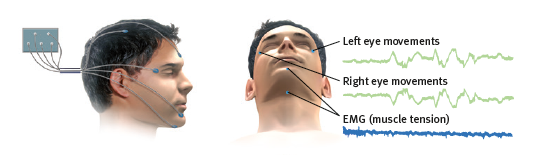 Left eye movements
Right eye movements
EMG (muscle tension)